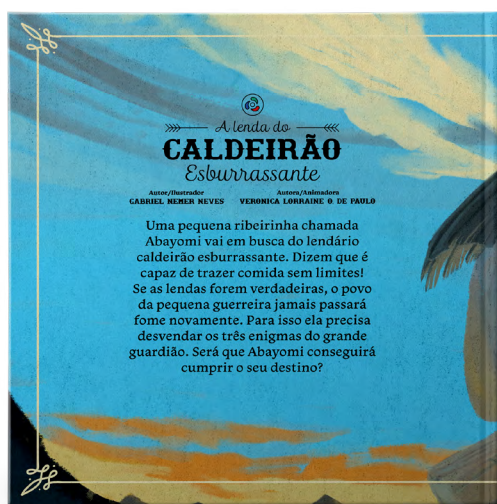 A lenda do
CALDEIRÃO
Esburrassante
Autor/Ilustrador Autora/Animadora
GABRIEL NEMER NEVES VERONICA LORRAINE O. DE PAULO
Uma pequena ribeirinha chamada
Abayomi vai em busca do lendário
caldeirão esburrassante. Dizem que é
capaz de trazer comida sem limites!
Se as lendas forem verdadeiras, o povo
da pequena guerreira jamais passará
fome novamente. Para isso ela precisa
desvendar os três enigmas do grande
guardião. Será que Abayomi conseguirá
cumprir o seu destino?